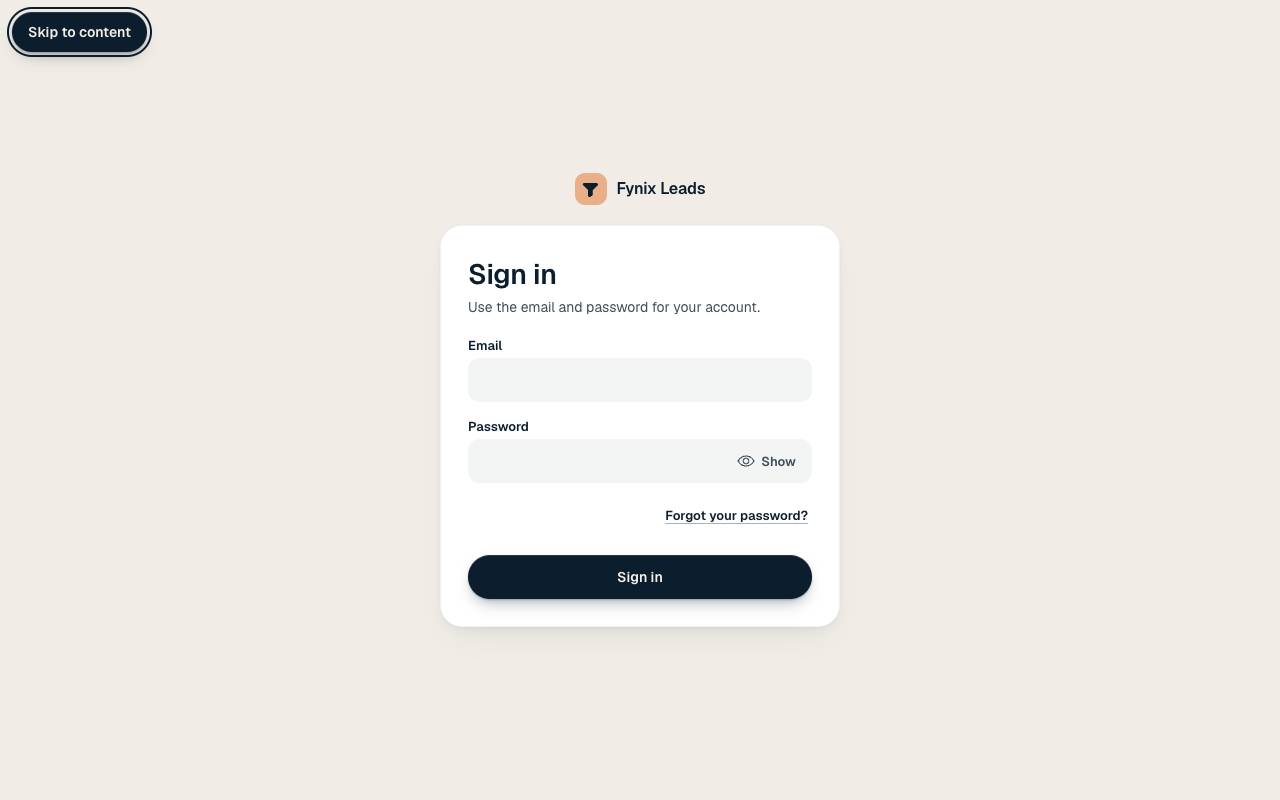 Skip to content
Fynix Leads
Sign in
Use the email and password for your account.
Email
Password
Show
Forgot your password?
Sign in